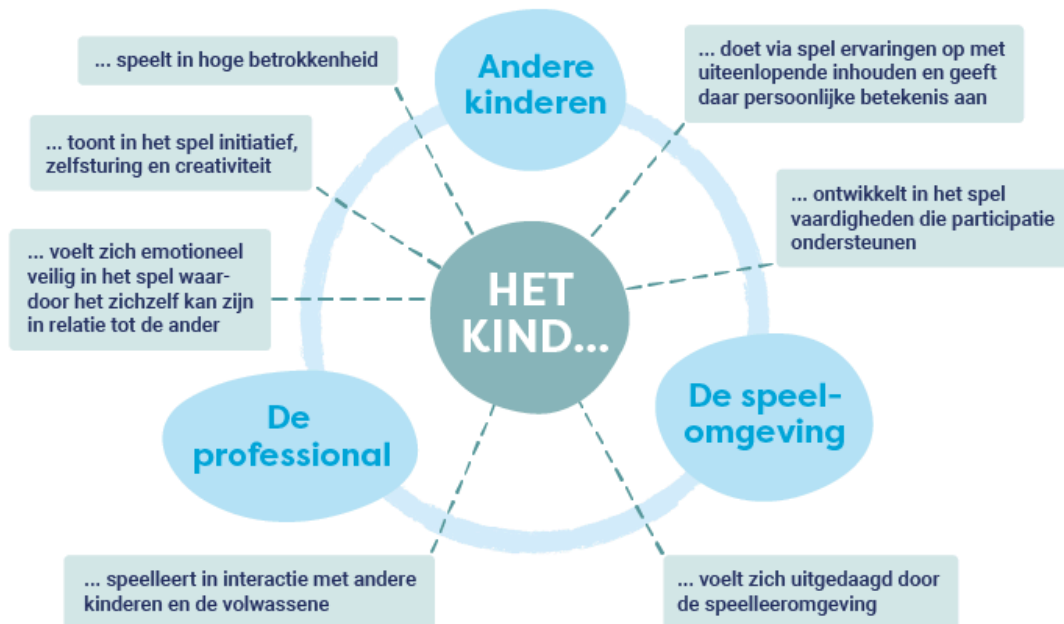 ... speelt in hoge betrokkenheid
Andere
kinderen
... doet via spel ervaringen op met
uiteenlopende inhouden en geeft
daar persoonlijke betekenis aan
... toont in het spel initiatief,
zelfsturing en creativiteit
... ontwikkelt in het spel
vaardigheden die participatie
ondersteunen
... voelt zich emotioneel
veilig in het spel waar-
door het zichzelf kan zijn
in relatie tot de ander
HET
KIND...
De
professional
De speel-
omgeving
... speelleert in interactie met andere
kinderen en de volwassene
... voelt zich uitgedaagd door
de speelleeromgeving